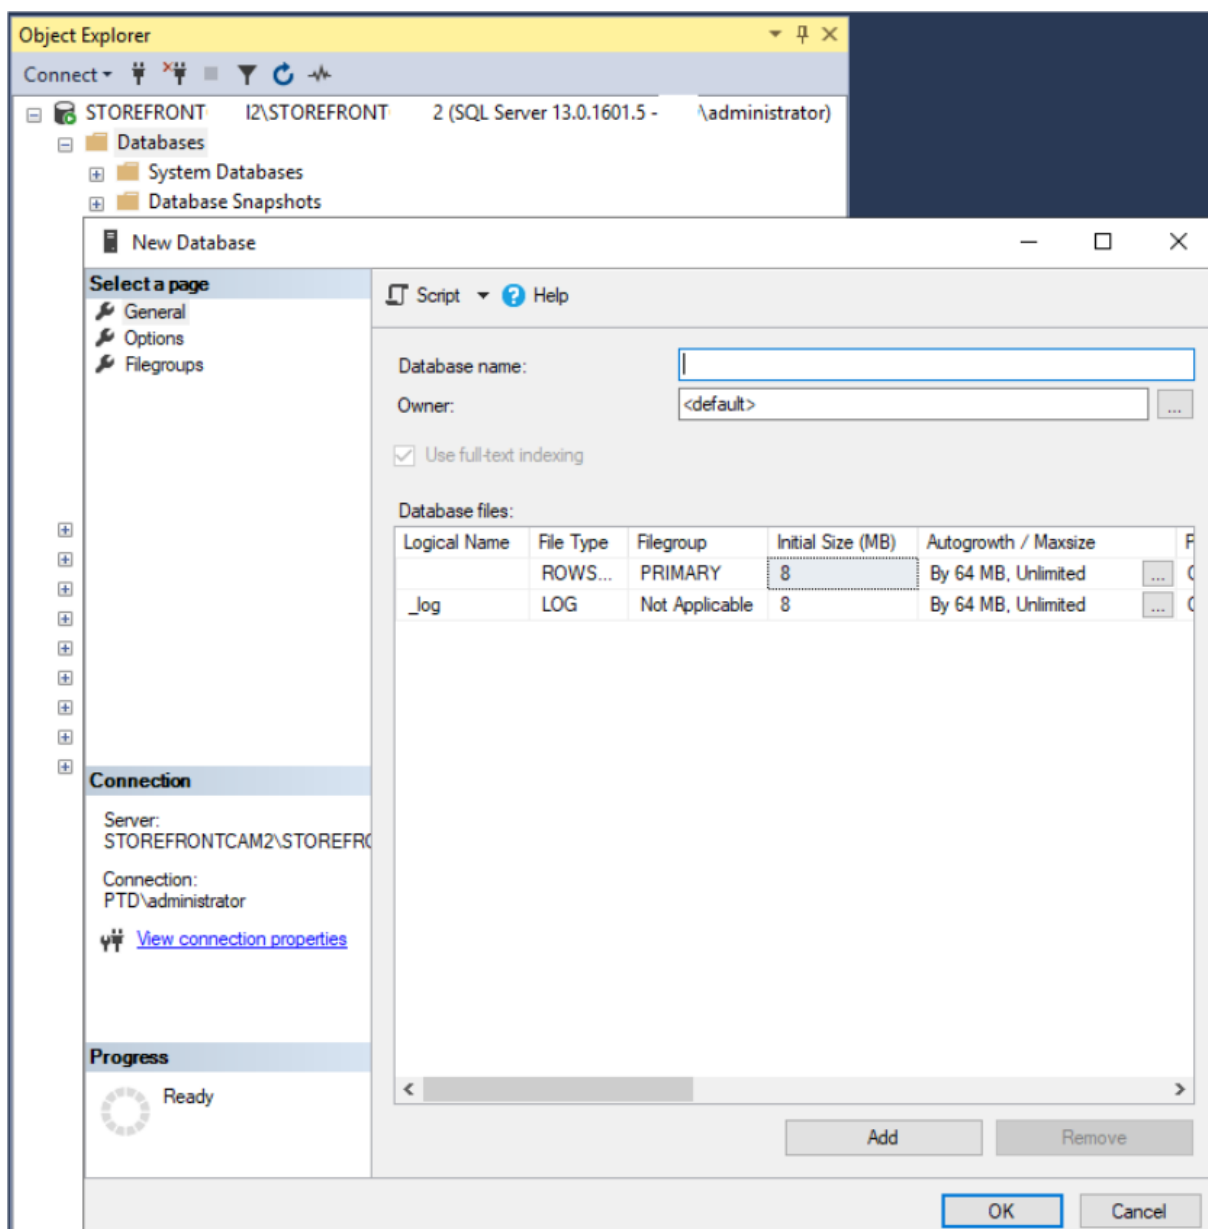 Object Explorer
Connect
STOREFRONT I2\STOREFRONT 2 (SQL Server 13.0.1601.5 - \administrator)
Databases
System Databases
Database Snapshots
New Database
Select a page
General
Options
Filegroups
Script Help
Database name:
Owner: <default> ...
Use full-text indexing
Database files:
Logical Name File Type Filegroup Initial Size (MB) Autogrowth / Maxsize
ROWS... PRIMARY 8 By 64 MB, Unlimited ...
_log LOG Not Applicable 8 By 64 MB, Unlimited ...
Connection
Server:
STOREFRONTCAM2\STOREFR
Connection:
PTD\administrator
View connection properties
Progress
Ready
Add Remove
OK Cancel